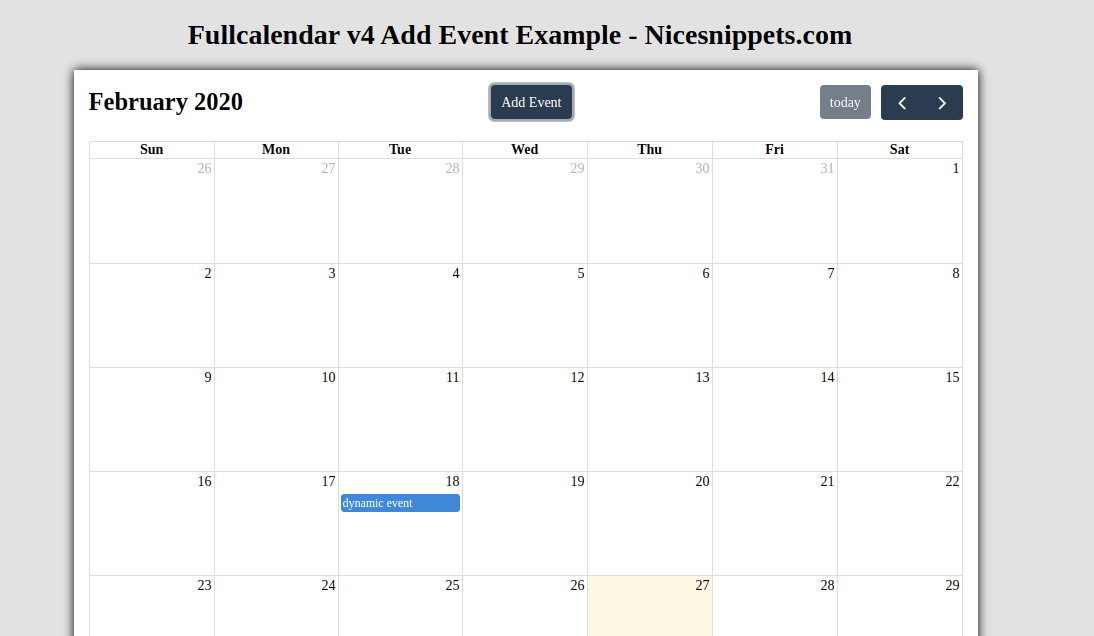 Fullcalendar v4 Add Event Example - Nicesnippets.com
February 2020 Add Event today
Sun Mon Tue Wed Thu Fri Sat
26 27 28 29 30 31 1
2 3 4 5 6 7 8
9 10 11 12 13 14 15
16 17 18 19 20 21 22
dynamic event
23 24 25 26 27 28 29